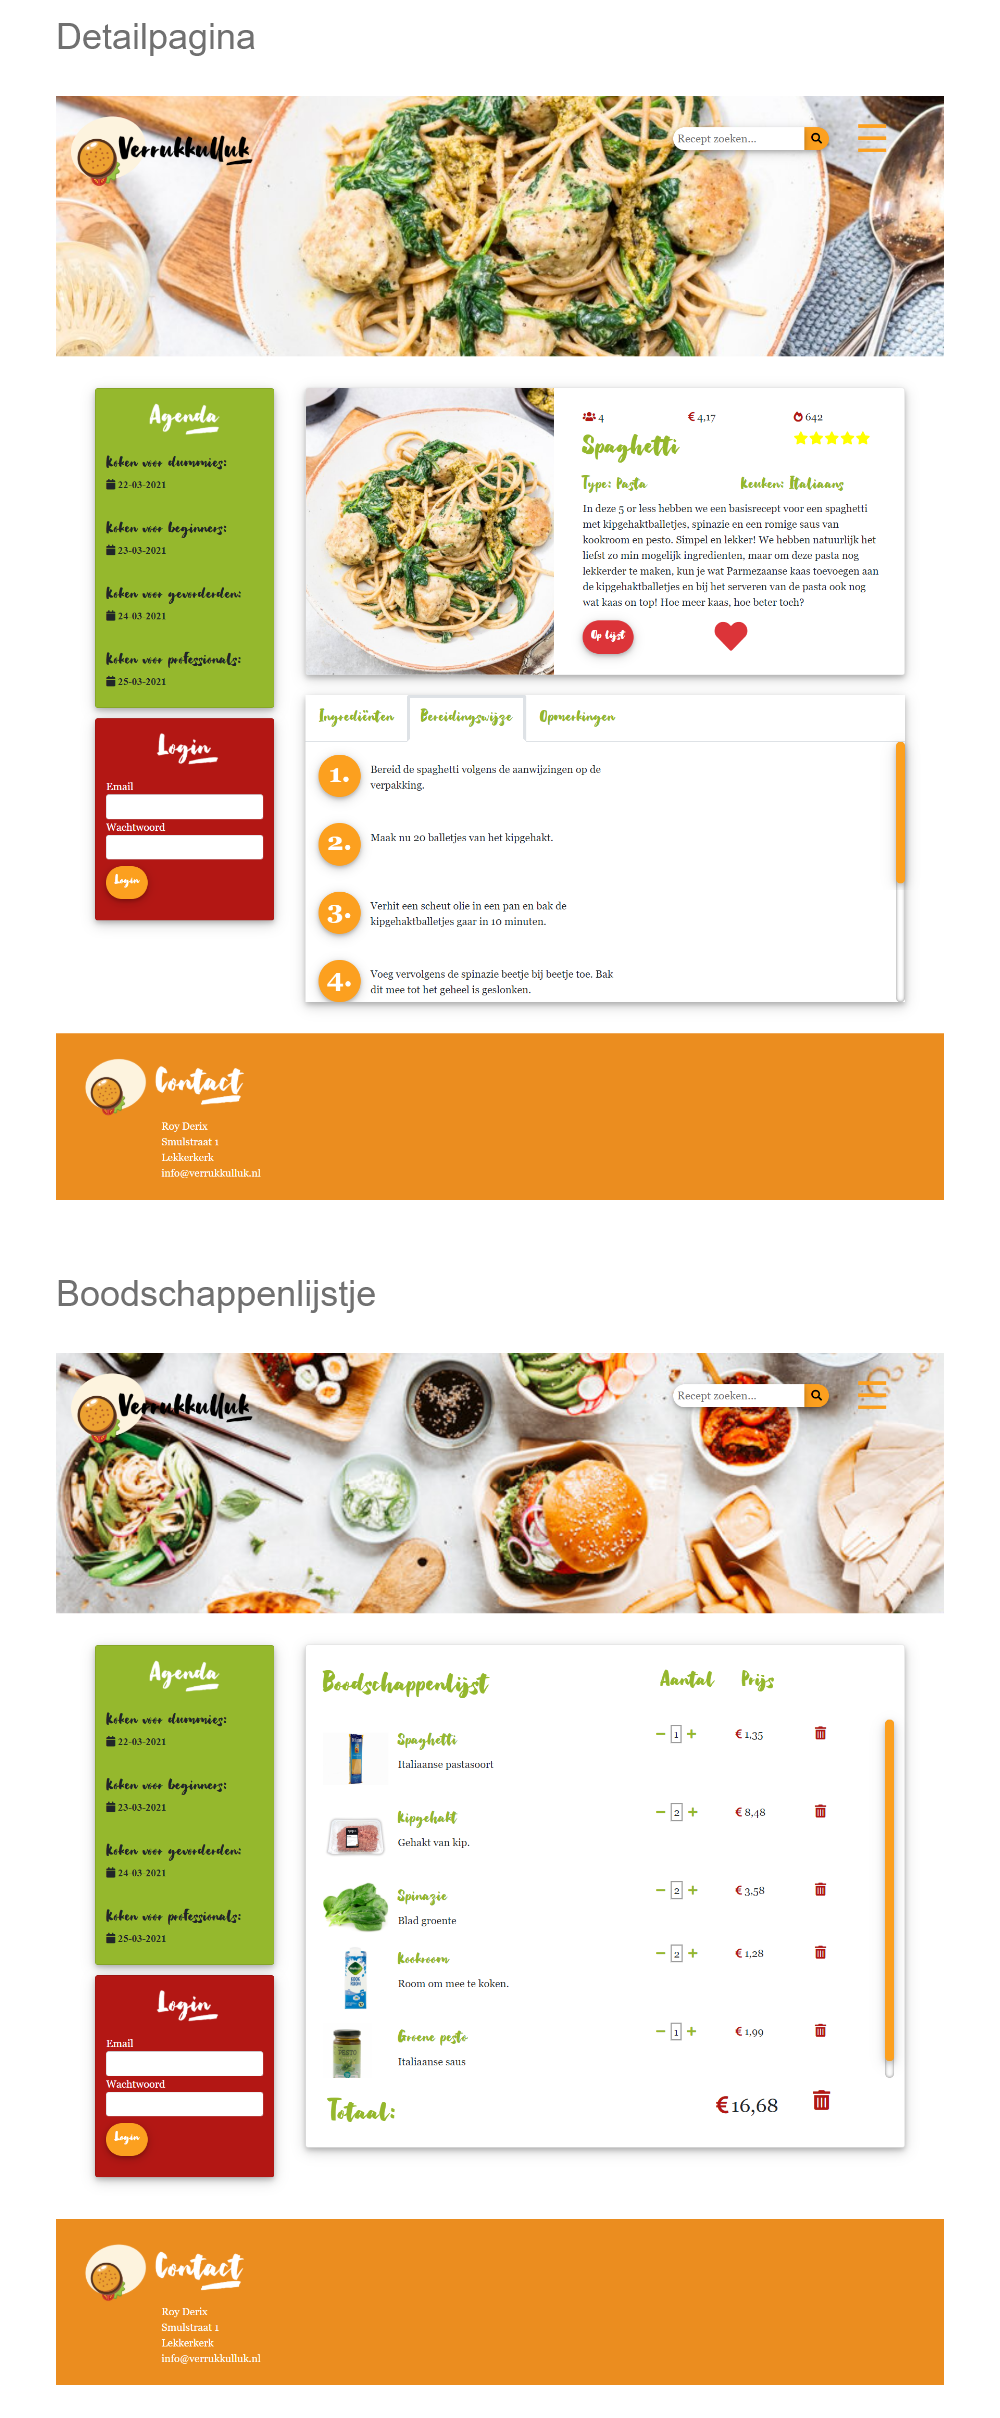 Detailpagina
Verrukkulluk
Recept zoeken...
Agenda
Koken voor dummies:
22-03-2021
Koken voor beginners:
23-03-2021
Koken voor gevorderden:
24-03-2021
Koken voor professionals:
25-03-2021
Login
Email
Wachtwoord
Login
4
€ 4,17
642
Spaghetti
Type: Pasta
Keuken: Italiaans
In deze 5 or less hebben we een basisrecept voor een spaghetti
met kipgehaktballetjes, spinazie en een romige saus van
kookroom en pesto. Simpel en lekker! We hebben natuurlijk het
liefst zo min mogelijk ingredienten, maar om deze pasta nog
lekkerder te maken, kun je wat Parmezaanse kaas toevoegen aan
de kipgehaktballetjes en bij het serveren van de pasta ook nog
wat kaas on top! Hoe meer kaas, hoe beter toch?
Op lijst
Ingrediënten
Bereidingswijze
Opmerkingen
1.
Bereid de spaghetti volgens de aanwijzingen op de
verpakking.
2.
Maak nu 20 balletjes van het kipgehakt.
3.
Verhit een scheut olie in een pan en bak de
kipgehaktballetjes gaar in 10 minuten.
4.
Voeg vervolgens de spinazie beetje bij beetje toe. Bak
dit mee tot het geheel is geslonken.
Contact
Roy Derix
Smulstraat 1
Lekkerkerk
info@verrukkulluk.nl
Boodschappenlijstje
Verrukkulluk
Recept zoeken...
Agenda
Koken voor dummies:
22-03-2021
Koken voor beginners:
23-03-2021
Koken voor gevorderden:
24-03-2021
Koken voor professionals:
25-03-2021
Login
Email
Wachtwoord
Login
Boodschappenlijst
Aantal
Prijs
Spaghetti
Italiaanse pastasoort
− 1 +
€ 1,35
Kipgehakt
Gehakt van kip.
− 2 +
€ 8,48
Spinazie
Blad groente
− 2 +
€ 3,58
Kookroom
Room om mee te koken.
− 2 +
€ 1,28
Groene pesto
Italiaanse saus
− 1 +
€ 1,99
PESTO
Totaal:
€16,68
Contact
Roy Derix
Smulstraat 1
Lekkerkerk
info@verrukkulluk.nl